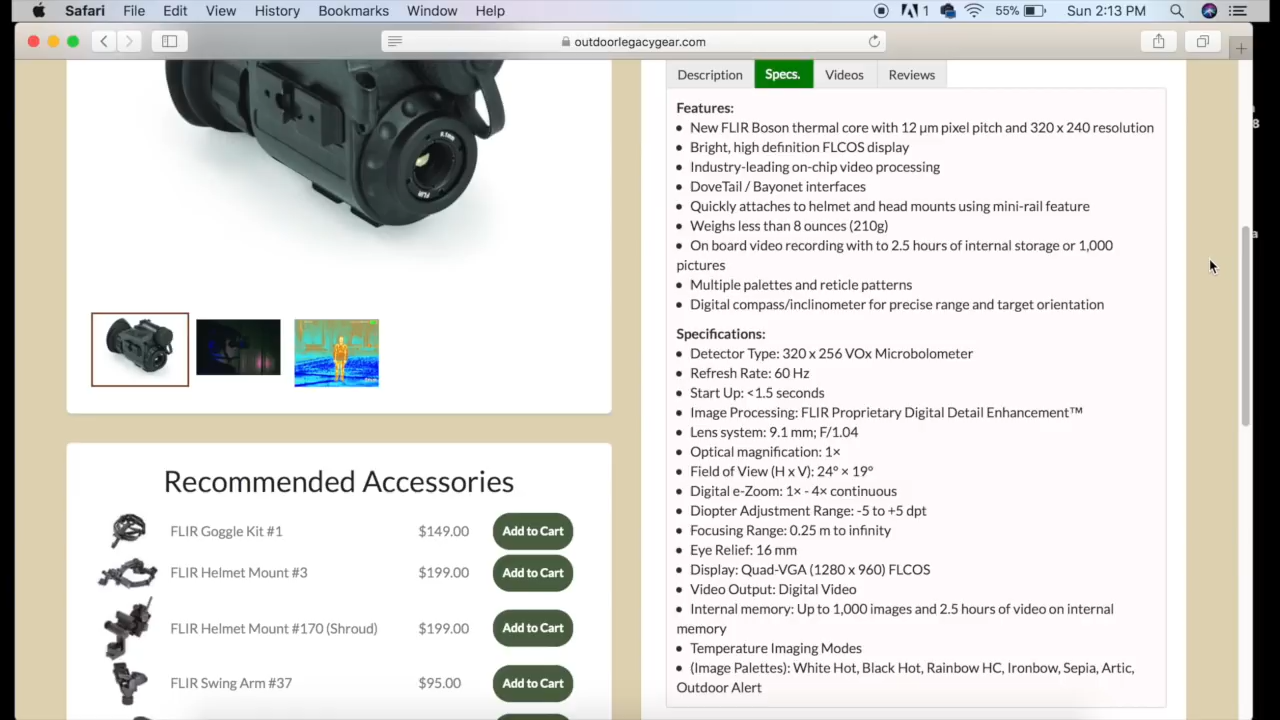 Safari File Edit View History Bookmarks Window Help
1 55% Sun 2:13 PM
outdoorlegacygear.com
Description Specs. Videos Reviews
Features:
• New FLIR Boson thermal core with 12 µm pixel pitch and 320 x 240 resolution
• Bright, high definition FLCOS display
• Industry-leading on-chip video processing
• DoveTail / Bayonet interfaces
• Quickly attaches to helmet and head mounts using mini-rail feature
• Weighs less than 8 ounces (210g)
• On board video recording with to 2.5 hours of internal storage or 1,000
pictures
• Multiple palettes and reticle patterns
• Digital compass/inclinometer for precise range and target orientation
Specifications:
• Detector Type: 320 x 256 VOx Microbolometer
• Refresh Rate: 60 Hz
• Start Up: <1.5 seconds
• Image Processing: FLIR Proprietary Digital Detail Enhancement™
• Lens system: 9.1 mm; F/1.04
• Optical magnification: 1×
• Field of View (H x V): 24° × 19°
• Digital e-Zoom: 1× - 4× continuous
• Diopter Adjustment Range: -5 to +5 dpt
• Focusing Range: 0.25 m to infinity
• Eye Relief: 16 mm
• Display: Quad-VGA (1280 x 960) FLCOS
• Video Output: Digital Video
• Internal memory: Up to 1,000 images and 2.5 hours of video on internal
memory
• Temperature Imaging Modes
• (Image Palettes): White Hot, Black Hot, Rainbow HC, Ironbow, Sepia, Artic,
Outdoor Alert
Recommended Accessories
FLIR Goggle Kit #1 $149.00 Add to Cart
FLIR Helmet Mount #3 $199.00 Add to Cart
FLIR Helmet Mount #170 (Shroud) $199.00 Add to Cart
FLIR Swing Arm #37 $95.00 Add to Cart